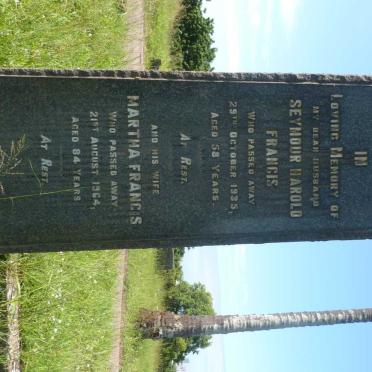 IN
LOVING MEMORY OF
MY DEAR HUSBAND
SEYMOUR HAROLD
FRANCIS
WHO PASSED AWAY
29TH OCTOBER 1935,
AGED 58 YEARS.
AT REST.
AND HIS WIFE
MARTHA FRANCIS
WHO PASSED AWAY
21ST AUGUST 1964,
AGED 84 YEARS.
AT REST.